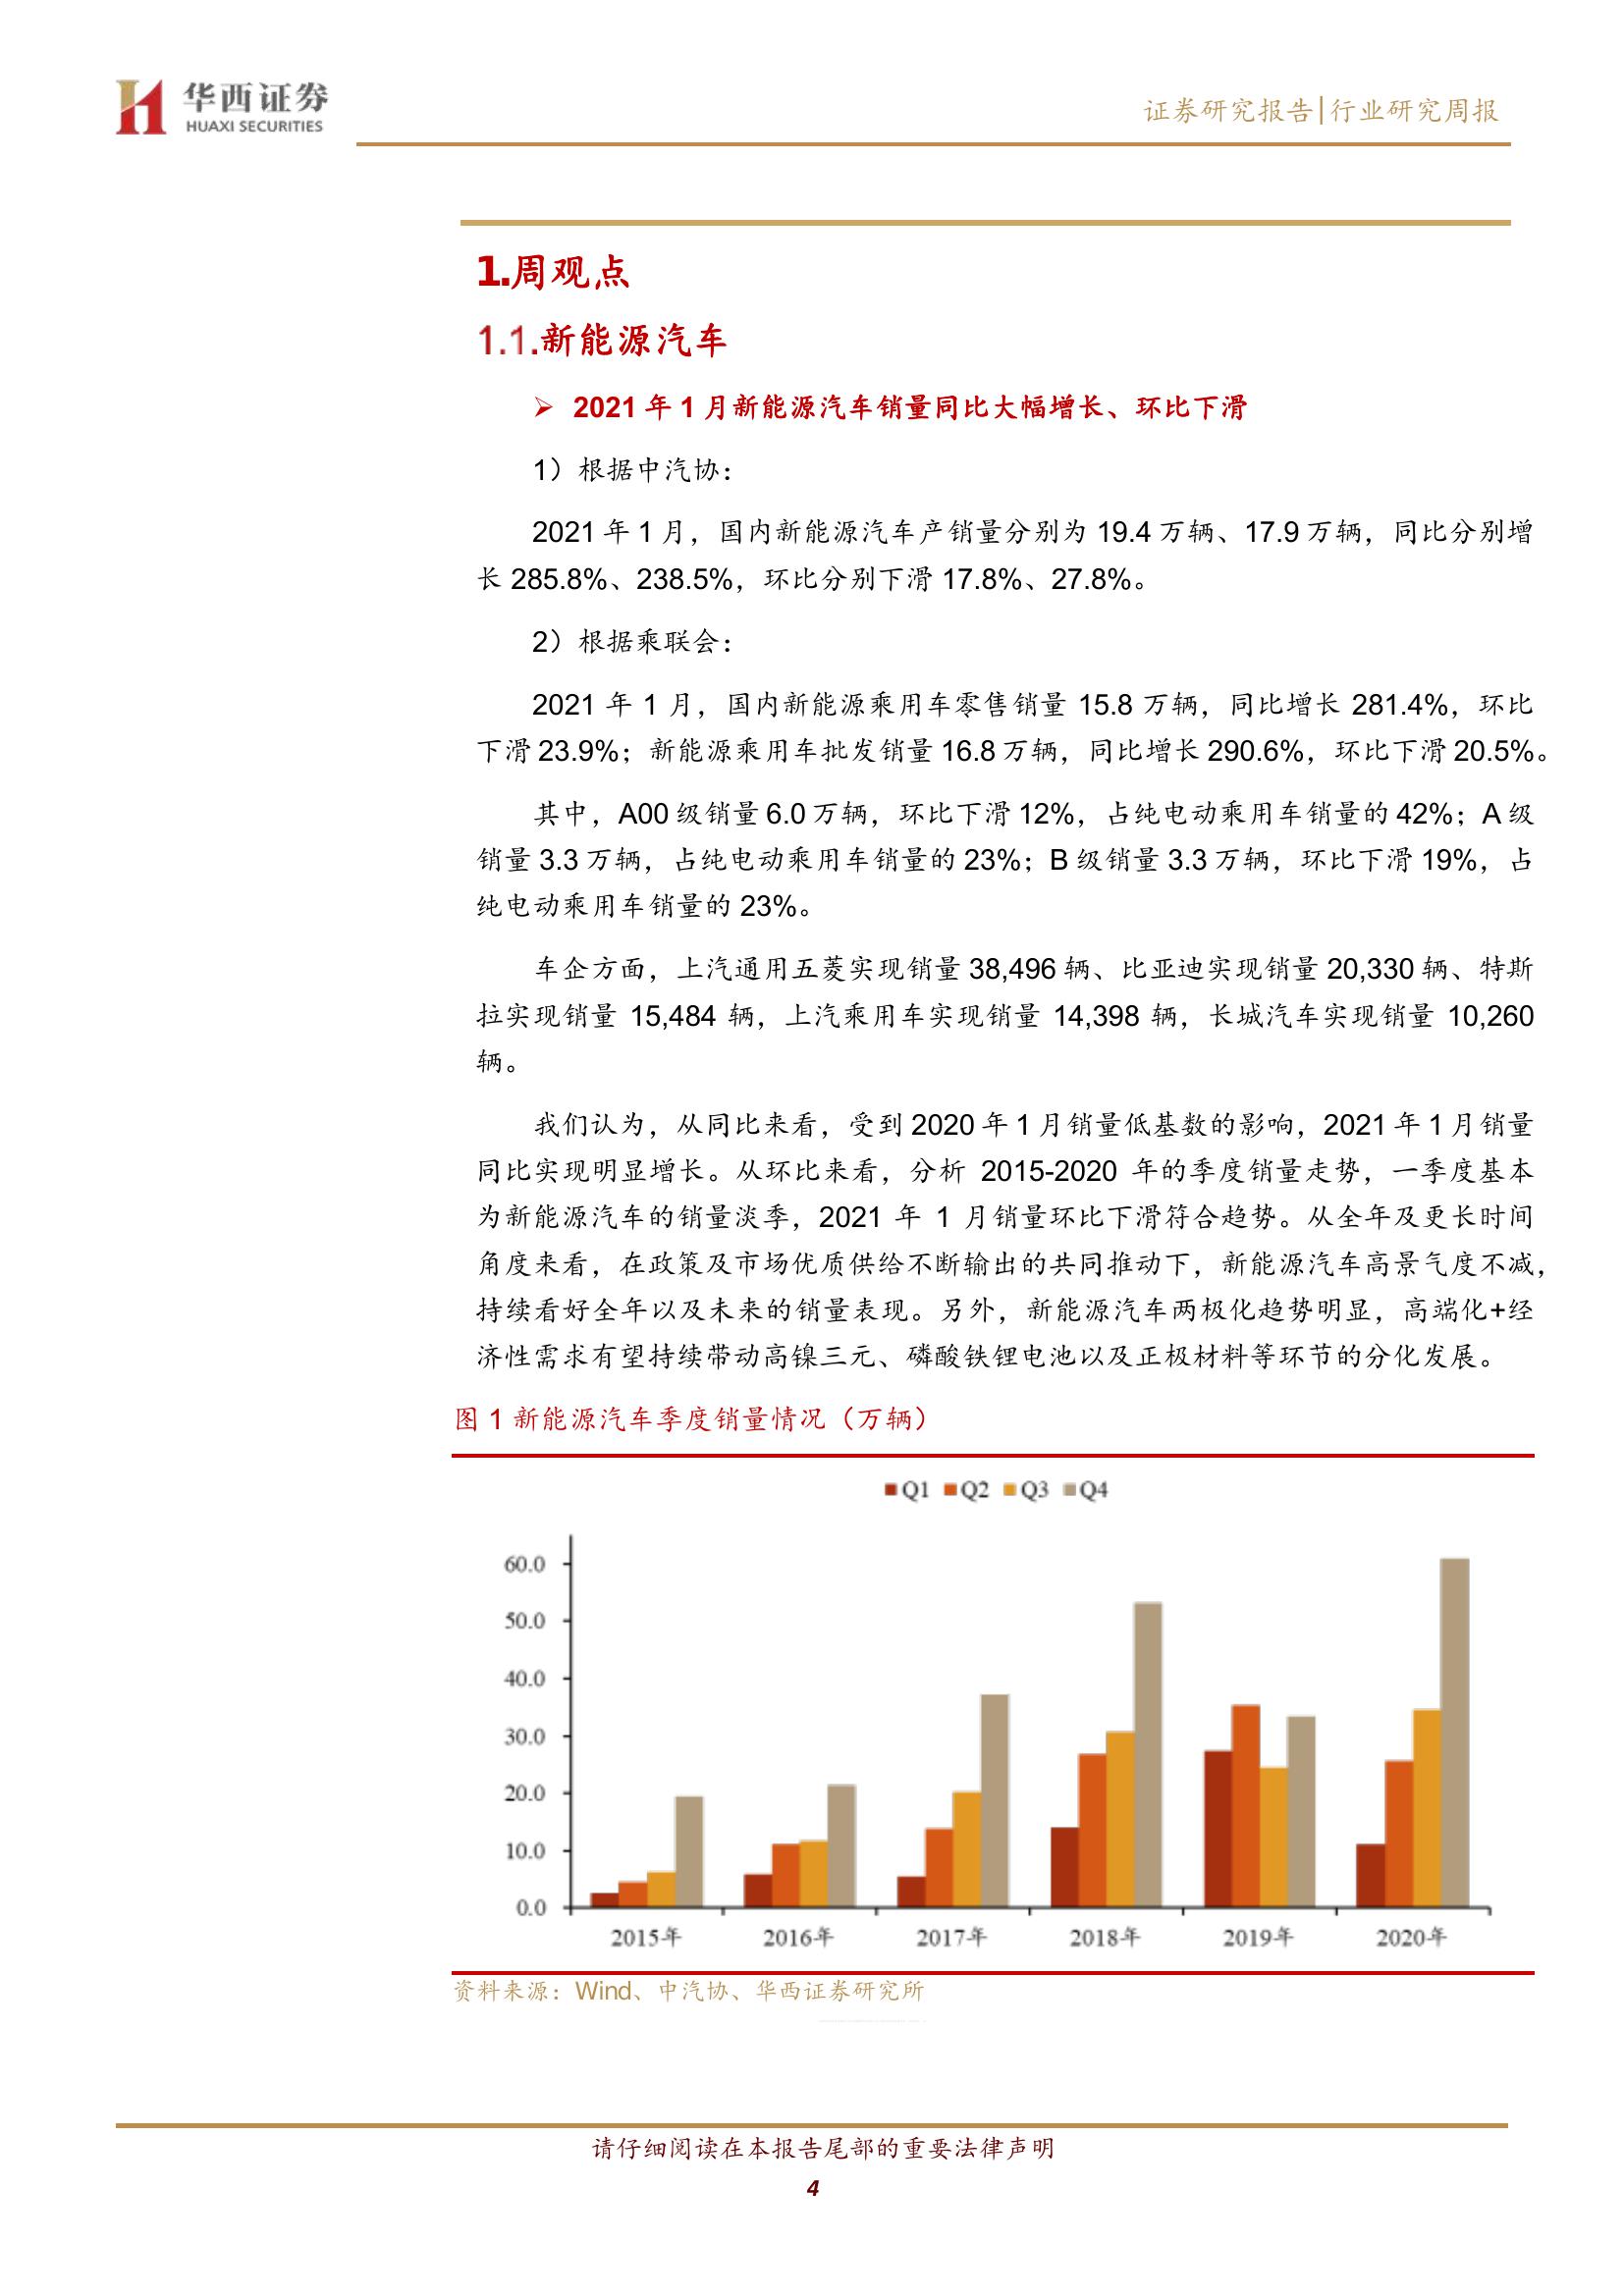 华西证券
HUAXI SECURITIES
证券研究报告|行业研究周报
1.周观点
1.1.新能源汽车
➢ 2021 年 1 月新能源汽车销量同比大幅增长、环比下滑
1）根据中汽协：
2021 年 1 月，国内新能源汽车产销量分别为 19.4 万辆、17.9 万辆，同比分别增
长 285.8%、238.5%，环比分别下滑 17.8%、27.8%。
2）根据乘联会：
2021 年 1 月，国内新能源乘用车零售销量 15.8 万辆，同比增长 281.4%，环比
下滑 23.9%；新能源乘用车批发销量 16.8 万辆，同比增长 290.6%，环比下滑 20.5%。
其中，A00 级销量 6.0 万辆，环比下滑 12%，占纯电动乘用车销量的 42%；A 级
销量 3.3 万辆，占纯电动乘用车销量的 23%；B 级销量 3.3 万辆，环比下滑 19%，占
纯电动乘用车销量的 23%。
车企方面，上汽通用五菱实现销量 38,496 辆、比亚迪实现销量 20,330 辆、特斯
拉实现销量 15,484 辆，上汽乘用车实现销量 14,398 辆，长城汽车实现销量 10,260
辆。
我们认为，从同比来看，受到 2020 年 1 月销量低基数的影响，2021 年 1 月销量
同比实现明显增长。从环比来看，分析 2015-2020 年的季度销量走势，一季度基本
为新能源汽车的销量淡季，2021 年 1 月销量环比下滑符合趋势。从全年及更长时间
角度来看，在政策及市场优质供给不断输出的共同推动下，新能源汽车高景气度不减，
持续看好全年以及未来的销量表现。另外，新能源汽车两极化趋势明显，高端化+经
济性需求有望持续带动高镍三元、磷酸铁锂电池以及正极材料等环节的分化发展。
图 1 新能源汽车季度销量情况（万辆）
Q1 Q2 Q3 Q4
60.0
50.0
40.0
30.0
20.0
10.0
0.0
2015年 2016年 2017年 2018年 2019年 2020年
资料来源：Wind、中汽协、华西证券研究所
请仔细阅读在本报告尾部的重要法律声明
4